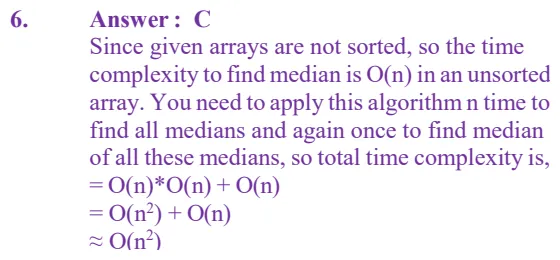 6. Answer : C
Since given arrays are not sorted, so the time
complexity to find median is O(n) in an unsorted
array. You need to apply this algorithm n time to
find all medians and again once to find median
of all these medians, so total time complexity is,
= O(n)*O(n) + O(n)
= O(n²) + O(n)
≈ O(n²)